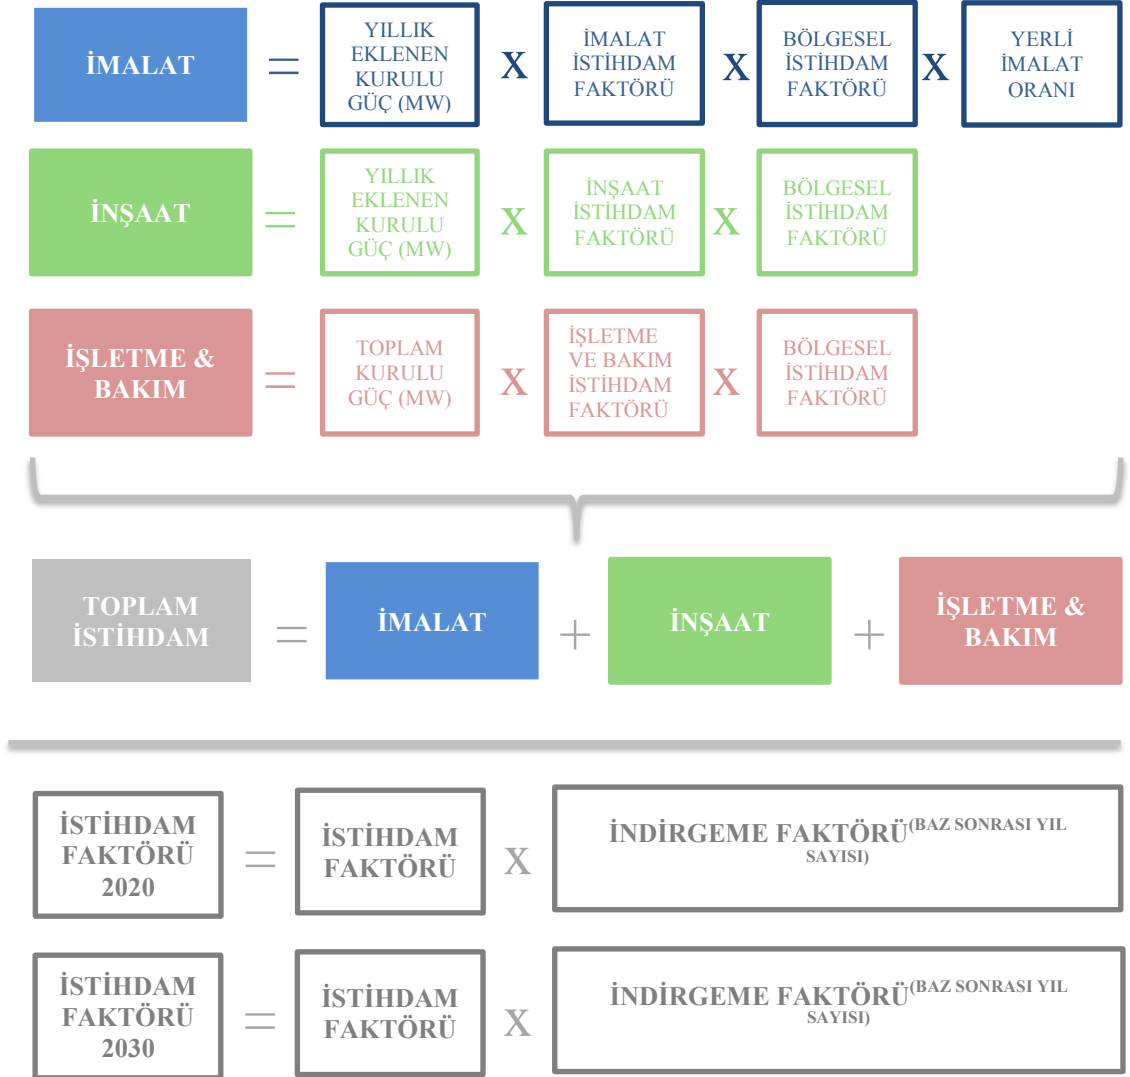 İMALAT
=
YILLIK
EKLENEN
KURULU
GÜÇ (MW)
X
İMALAT
İSTİHDAM
FAKTÖRÜ
X
BÖLGESEL
İSTİHDAM
FAKTÖRÜ
X
YERLİ
İMALAT
ORANI
İNŞAAT
=
YILLIK
EKLENEN
KURULU
GÜÇ (MW)
X
İNŞAAT
İSTİHDAM
FAKTÖRÜ
X
BÖLGESEL
İSTİHDAM
FAKTÖRÜ
İŞLETME &
BAKIM
=
TOPLAM
KURULU
GÜÇ (MW)
X
İŞLETME
VE BAKIM
İSTİHDAM
FAKTÖRÜ
X
BÖLGESEL
İSTİHDAM
FAKTÖRÜ
TOPLAM
İSTİHDAM
=
İMALAT
+
İNŞAAT
+
İŞLETME &
BAKIM
İSTİHDAM
FAKTÖRÜ
2020
=
İSTİHDAM
FAKTÖRÜ
X
İNDİRGEME FAKTÖRÜ(BAZ SONRASI YIL
SAYISI)
İSTİHDAM
FAKTÖRÜ
2030
=
İSTİHDAM
FAKTÖRÜ
X
İNDİRGEME FAKTÖRÜ(BAZ SONRASI YIL
SAYISI)